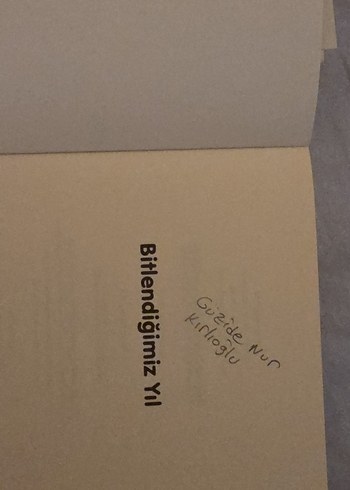 Güzide Nur
Kırlıoğlu
Bitlendiğimiz Yıl